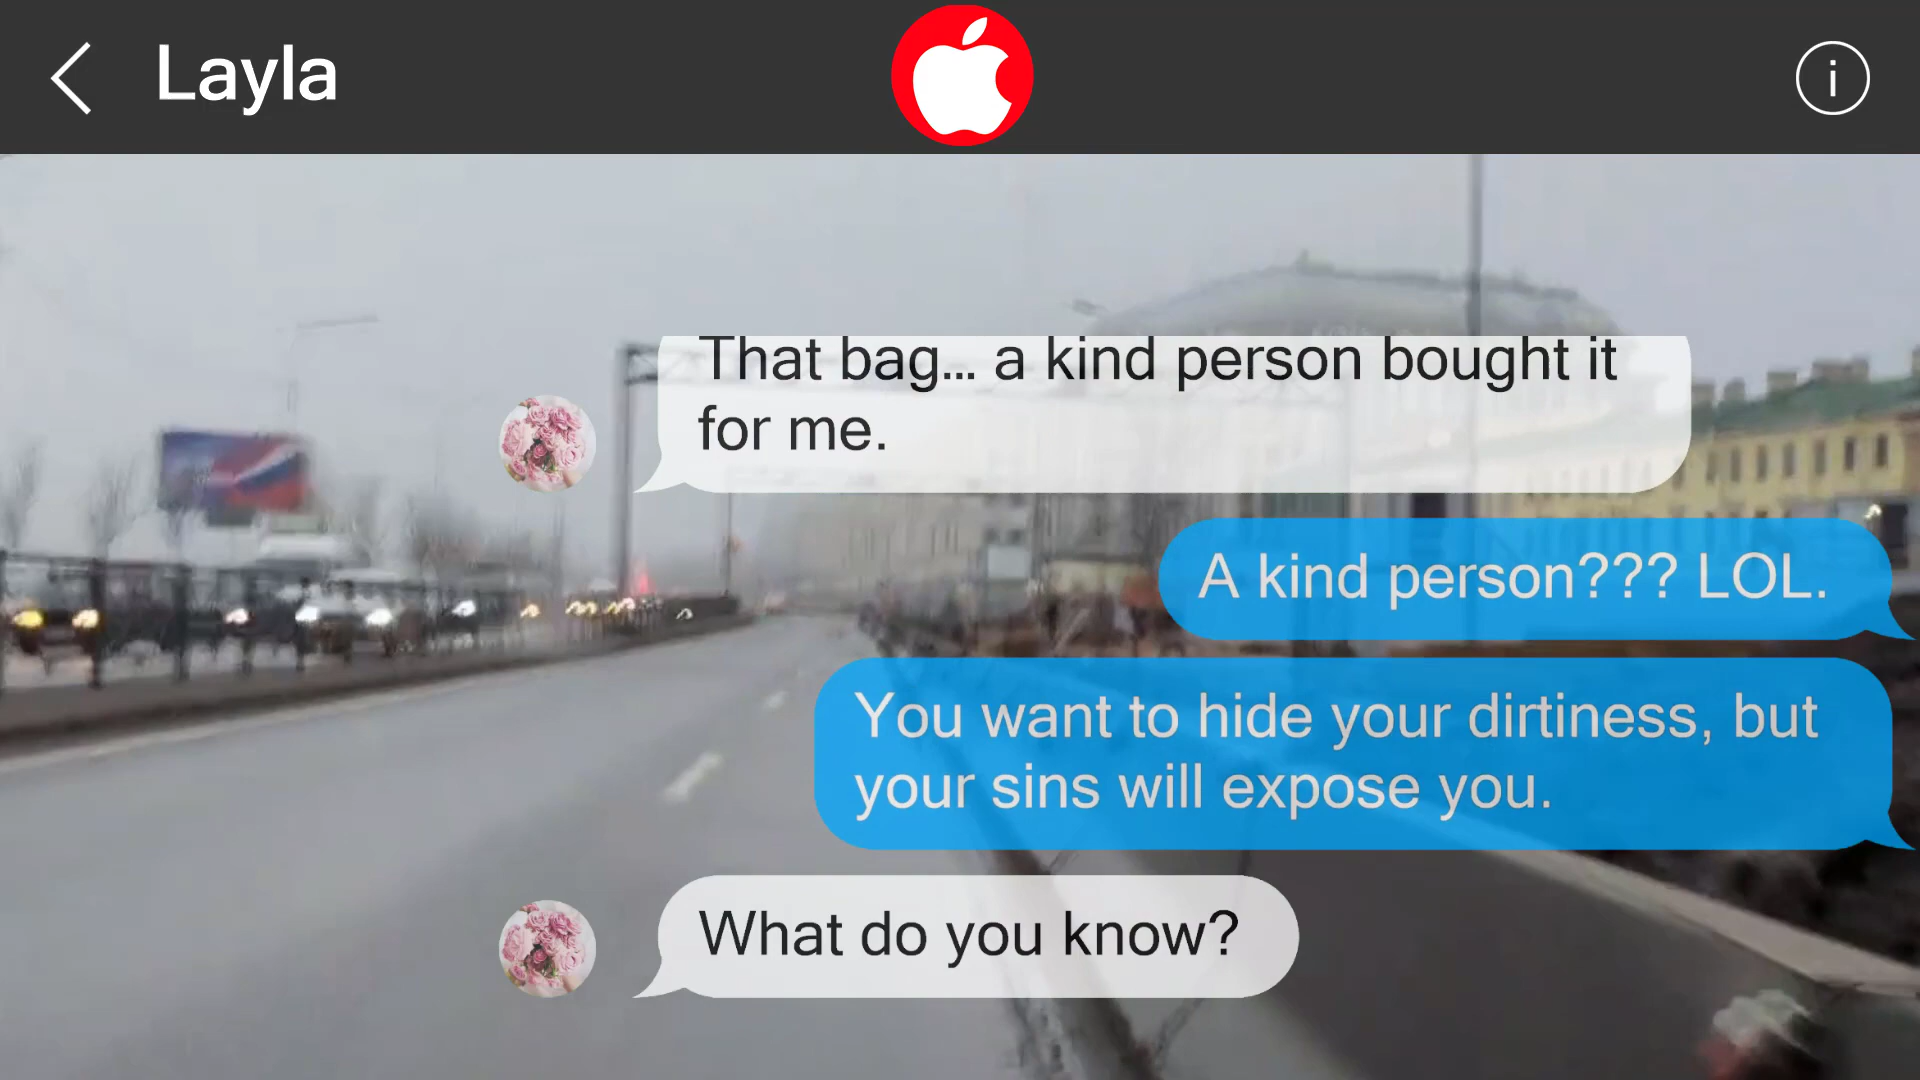 Layla
That bag... a kind person bought it
for me.
A kind person??? LOL.
You want to hide your dirtiness, but
your sins will expose you.
What do you know?